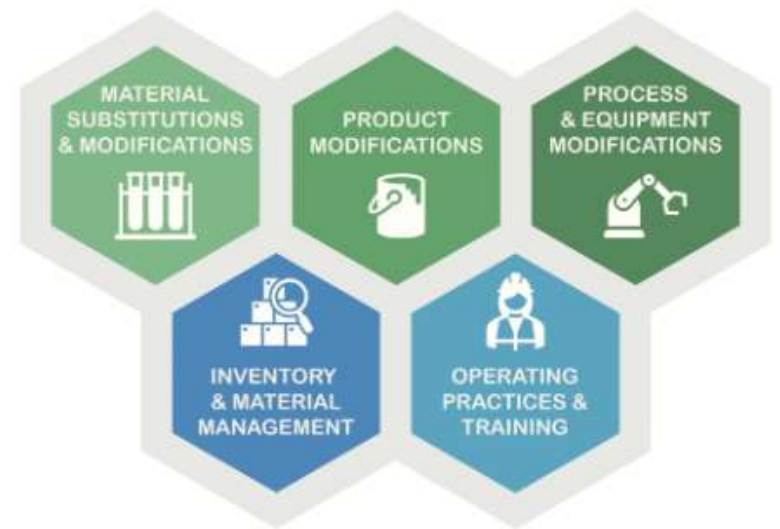 MATERIAL
SUBSTITUTIONS
& MODIFICATIONS
PRODUCT
MODIFICATIONS
PROCESS
& EQUIPMENT
MODIFICATIONS
INVENTORY
& MATERIAL
MANAGEMENT
OPERATING
PRACTICES &
TRAINING